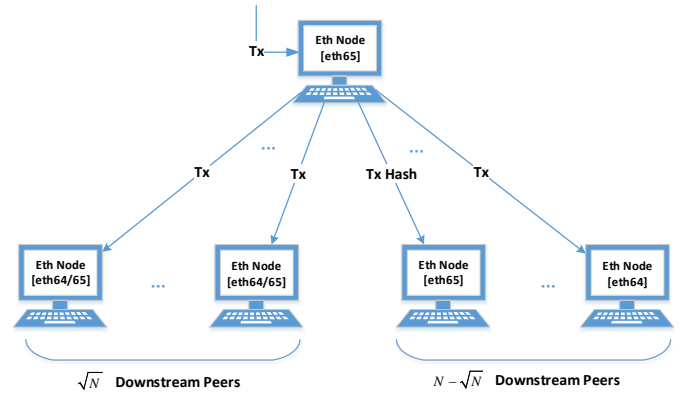 Tx
Eth Node
[eth65]
...
...
Tx
Tx
Tx Hash
Tx
Eth Node
[eth64/65]
...
Eth Node
[eth64/65]
Eth Node
[eth65]
...
Eth Node
[eth64]
√N Downstream Peers
N − √N Downstream Peers